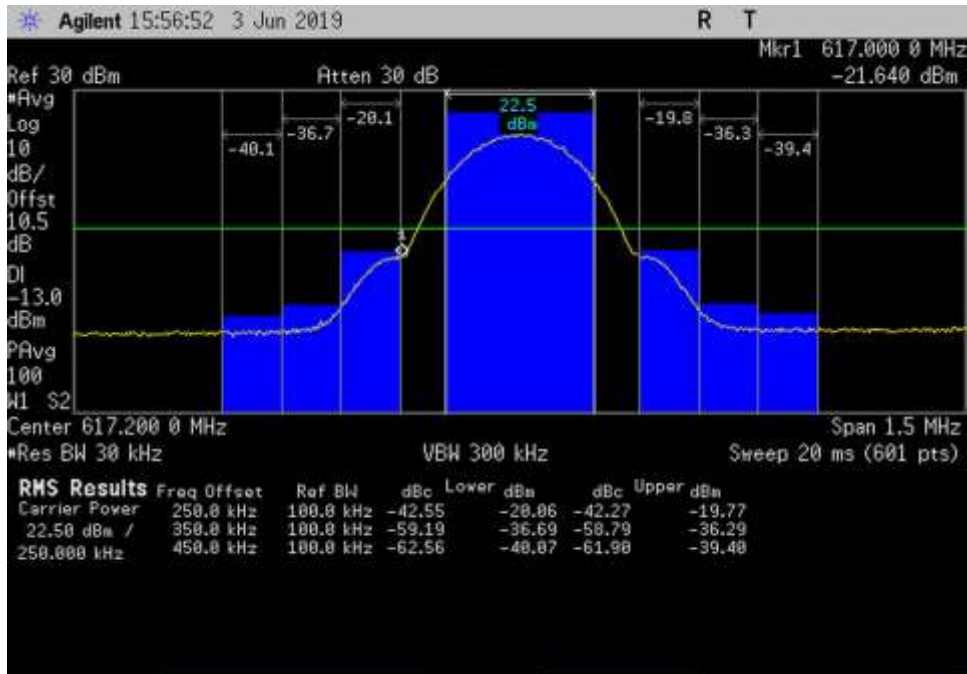 Agilent 15:56:52 3 Jun 2019 R T
Mkr1 617.000 0 MHz
Ref 30 dBm Atten 30 dB -21.640 dBm
#Avg
Log
10
dB/
Offset
10.5
dB
DI
-13.0
dBm
PAvg
100
W1 S2
-40.1 -36.7 -20.1 22.5 dBm -19.8 -36.3 -39.4
1
Center 617.200 0 MHz Span 1.5 MHz
#Res BW 30 kHz VBW 300 kHz Sweep 20 ms (601 pts)
RMS Results Freq Offset Ref BW dBc Lower dBm dBc Upper dBm
Carrier Power 250.0 kHz 100.0 kHz -42.55 -20.06 -42.27 -19.77
22.50 dBm / 350.0 kHz 100.0 kHz -59.19 -36.69 -58.79 -36.29
250.000 kHz 450.0 kHz 100.0 kHz -62.56 -40.07 -61.90 -39.40